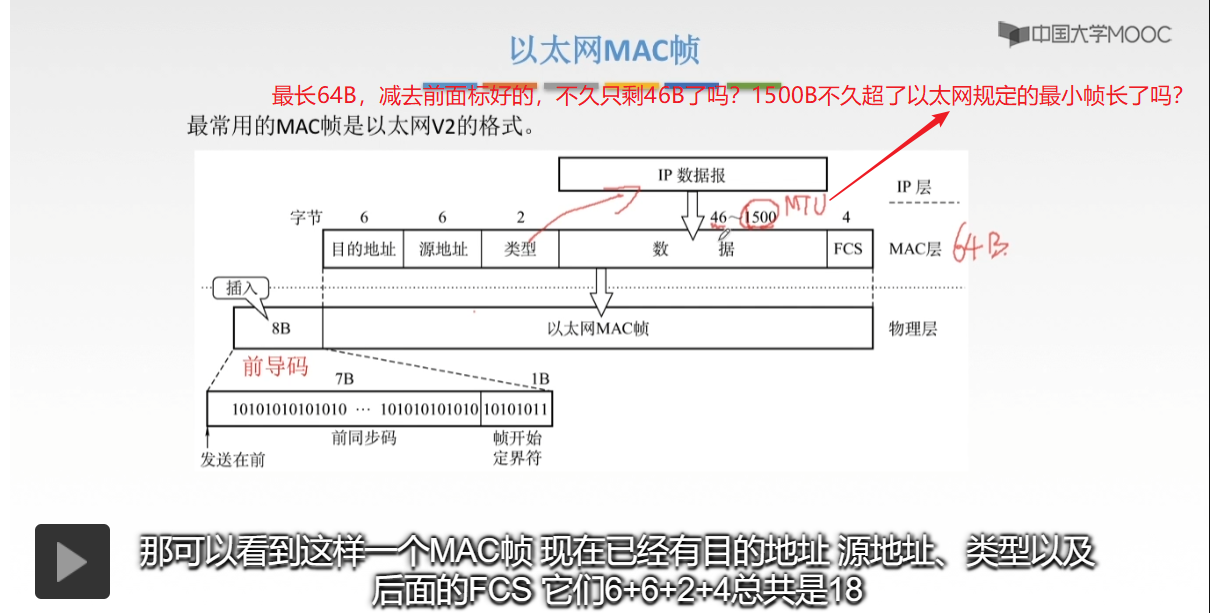 中国大学MOOC
以太网MAC帧
最长64B，减去前面标好的，不久只剩46B了吗？1500B不久超了以太网规定的最小帧长了吗？
最常用的MAC帧是以太网V2的格式。
IP 数据报
IP 层
字节 6 6 2 46～1500 MTU 4
目的地址 源地址 类型 数 据 FCS MAC层 64B
插入
8B 以太网MAC帧 物理层
前导码
7B 1B
10101010101010 … 101010101010 10101011
前同步码 帧开始
定界符
发送在前
那可以看到这样一个MAC帧 现在已经有目的地址 源地址、类型以及
后面的FCS 它们6+6+2+4总共是18